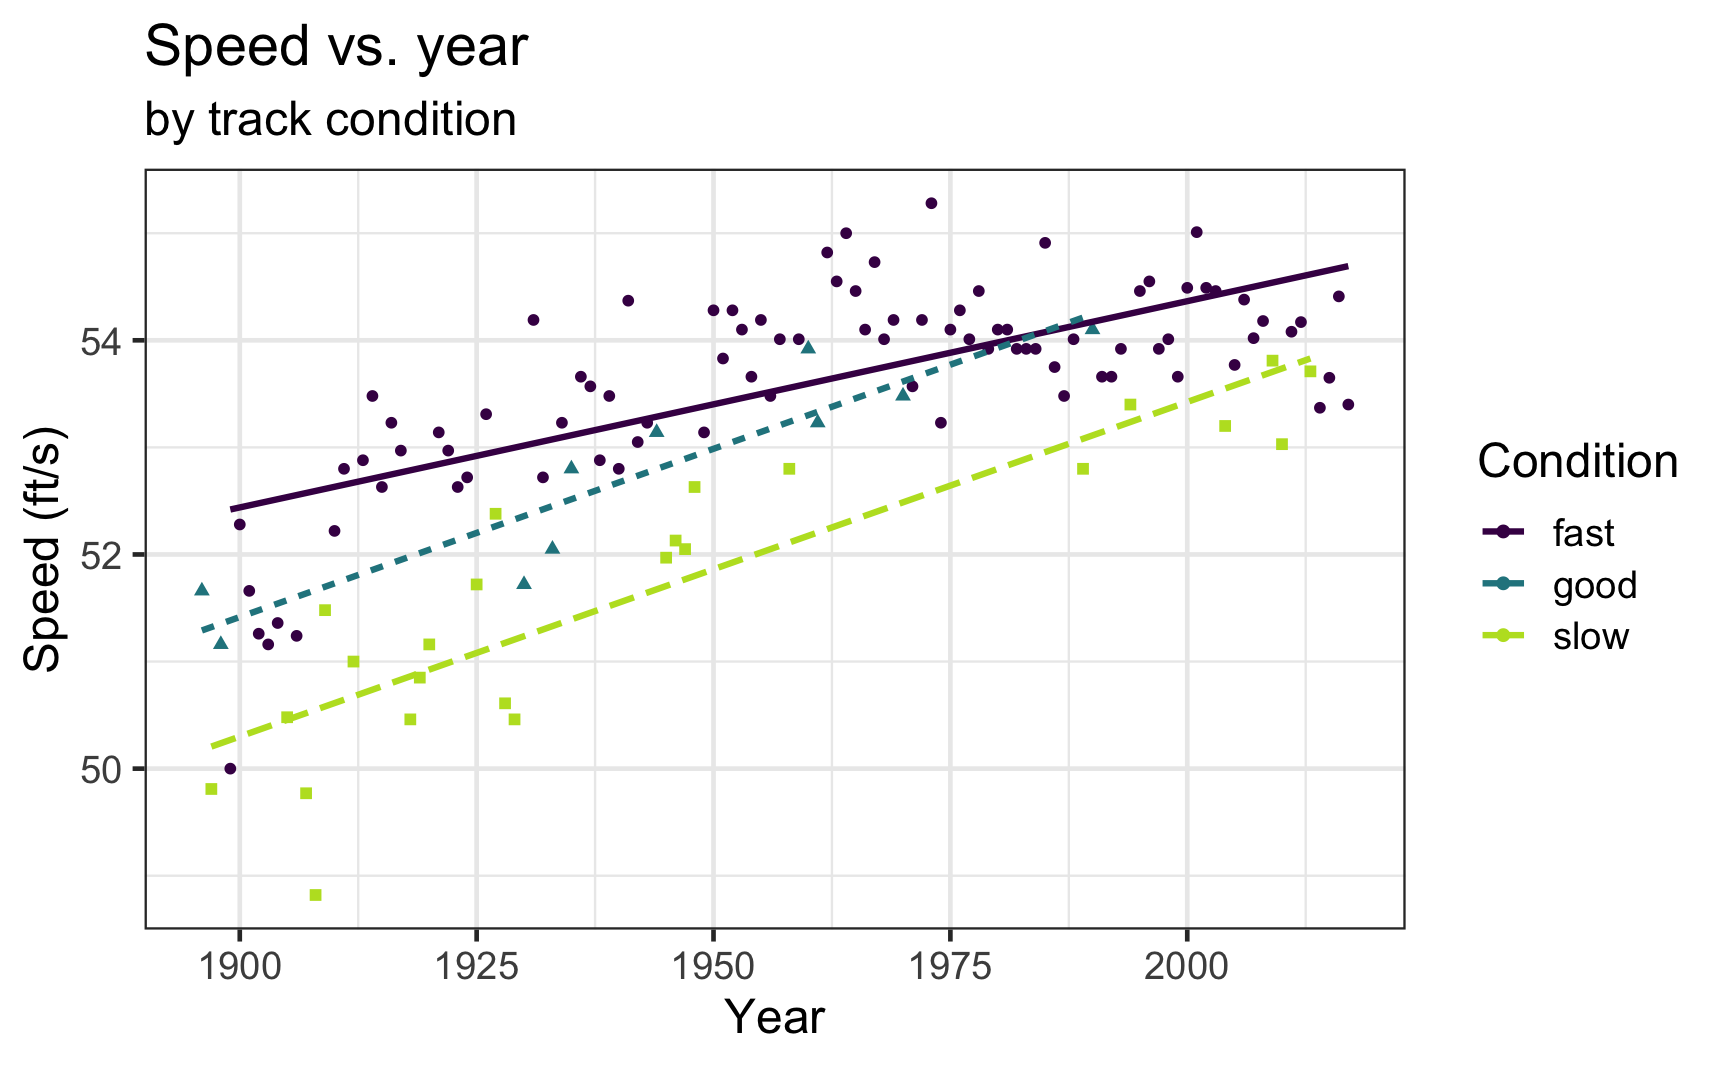 Speed vs. year
by track condition
Speed (ft/s)
54
52
50
1900 1925 1950 1975 2000
Year
Condition
fast
good
slow